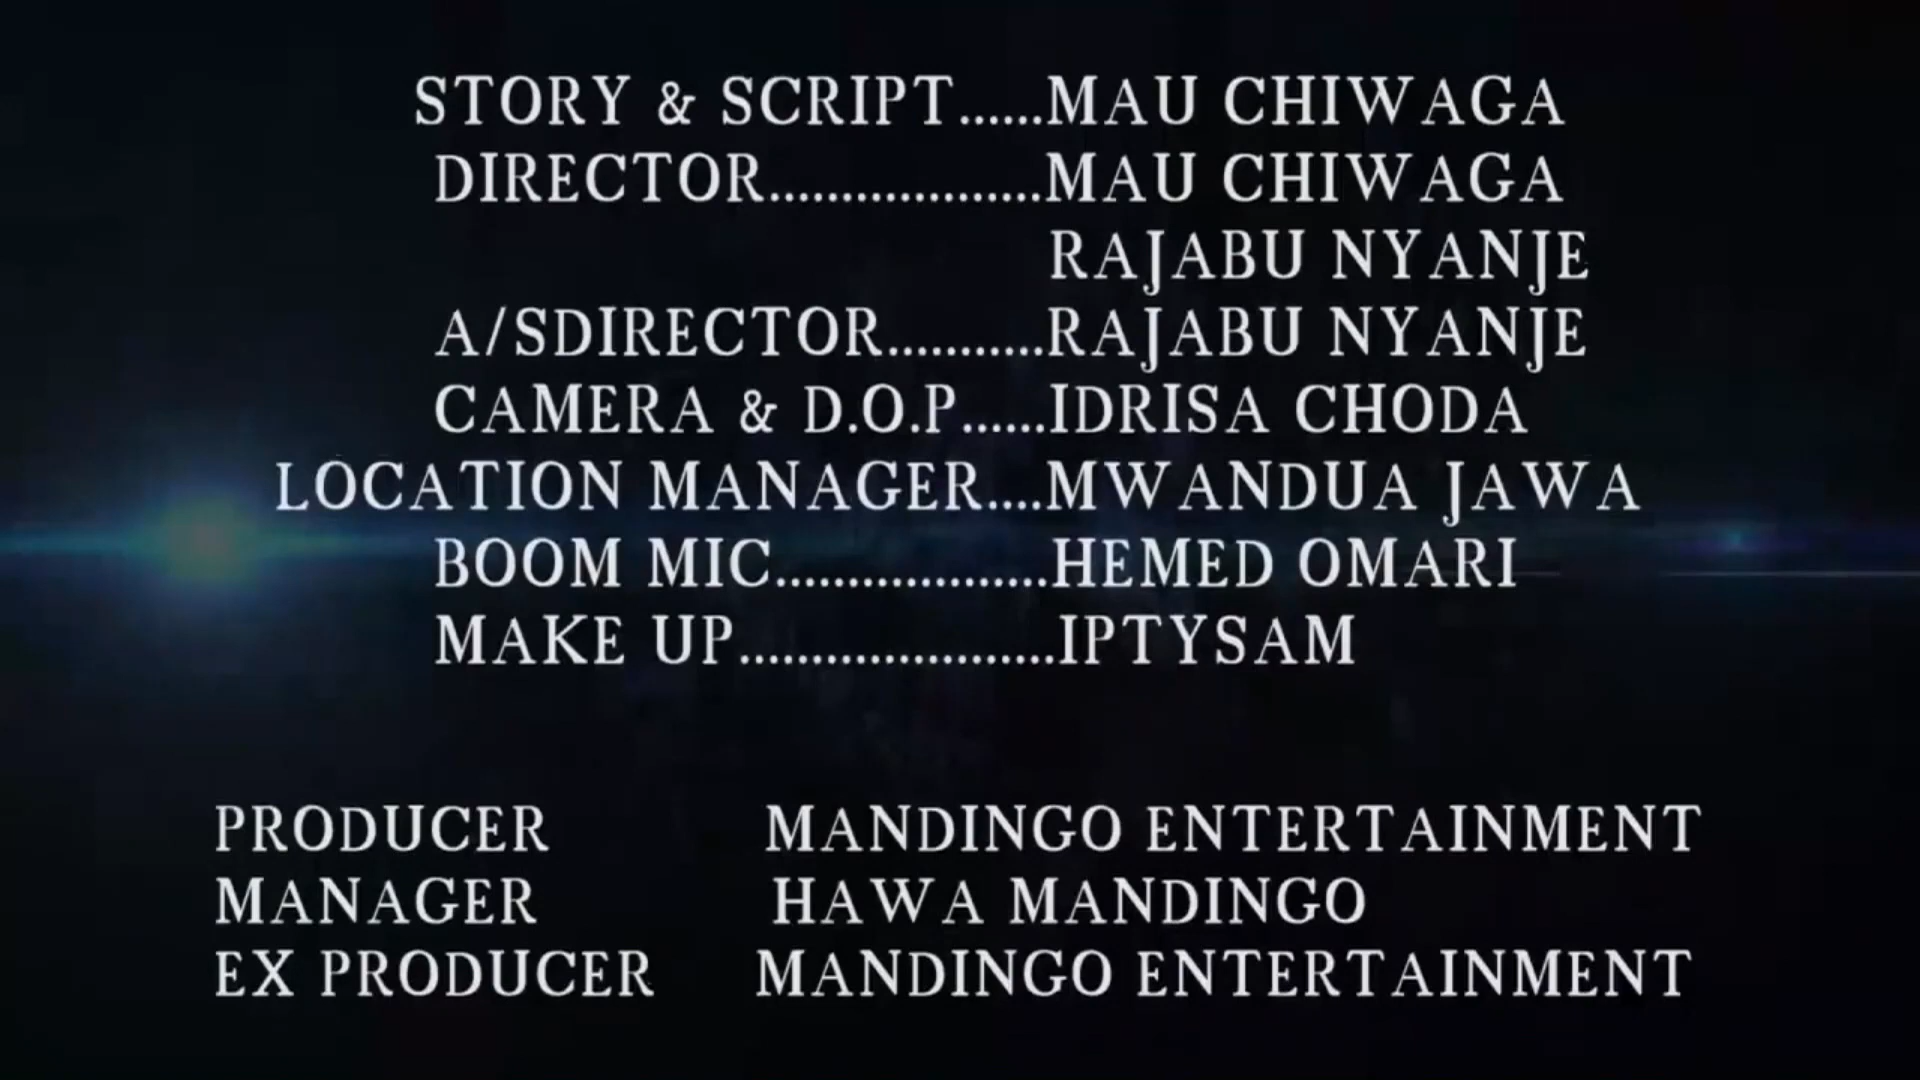 STORY & SCRIPT......MAU CHIWAGA
DIRECTOR...................MAU CHIWAGA
RAJABU NYANJE
A/SDIRECTOR...........RAJABU NYANJE
CAMERA & D.O.P......IDRISA CHODA
LOCATION MANAGER....MWANDUA JAWA
BOOM MIC...................HEMED OMARI
MAKE UP......................IPTYSAM
PRODUCER MANDINGO ENTERTAINMENT
MANAGER HAWA MANDINGO
EX PRODUCER MANDINGO ENTERTAINMENT